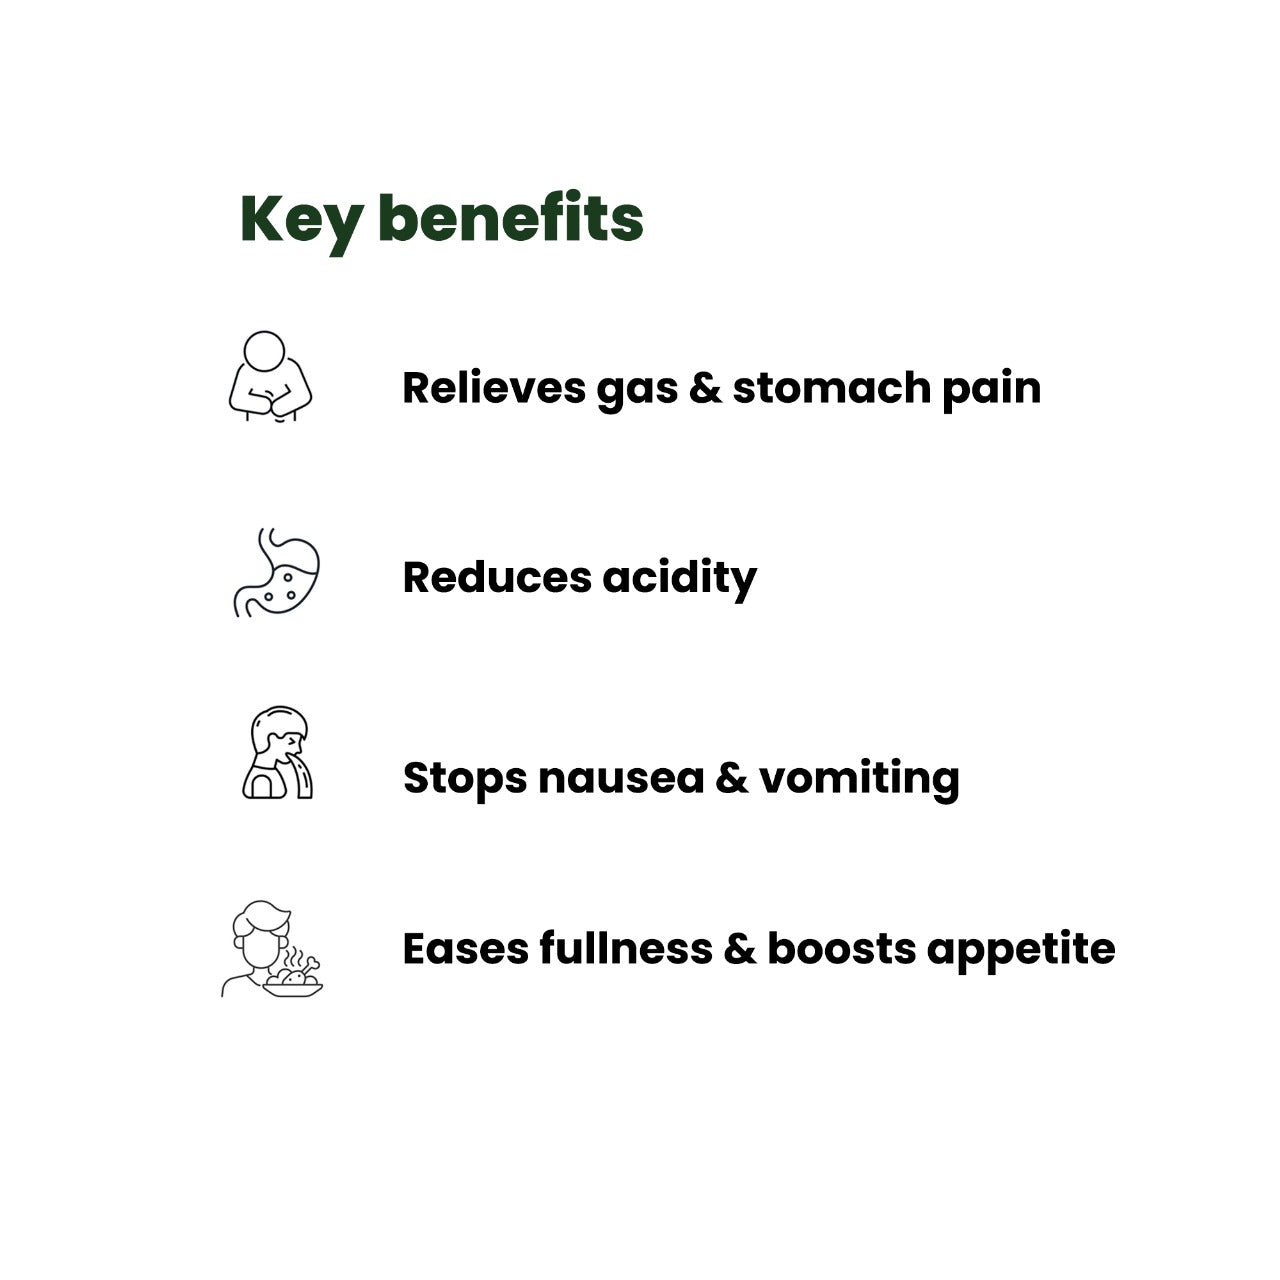 Key benefits
Relieves gas & stomach pain
Reduces acidity
Stops nausea & vomiting
Eases fullness & boosts appetite